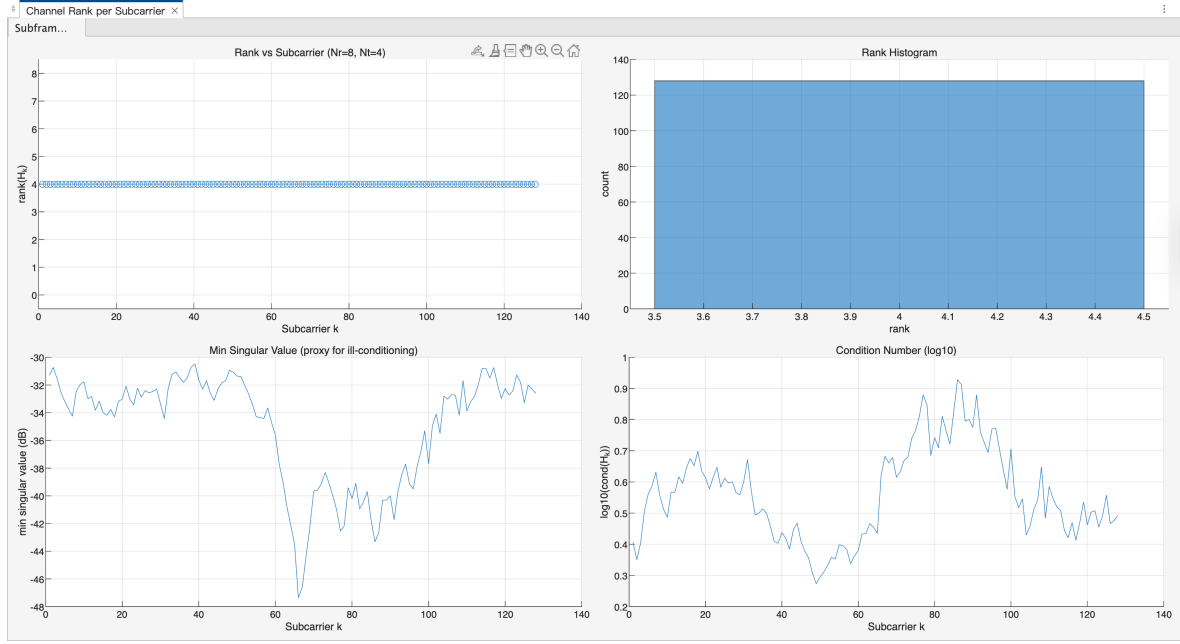 Channel Rank per Subcarrier ×
Subfram...
Rank vs Subcarrier (Nr=8, Nt=4)
8
7
6
5
4
3
2
1
0
rank(Hk)
0 20 40 60 80 100 120 140
Subcarrier k
Rank Histogram
140
120
100
80
60
40
20
0
count
3.5 3.6 3.7 3.8 3.9 4 4.1 4.2 4.3 4.4 4.5
rank
Min Singular Value (proxy for ill-conditioning)
-30
-32
-34
-36
-38
-40
-42
-44
-46
-48
min singular value (dB)
0 20 40 60 80 100 120 140
Subcarrier k
Condition Number (log10)
1
0.9
0.8
0.7
0.6
0.5
0.4
0.3
0.2
log10(cond(Hk))
0 20 40 60 80 100 120 140
Subcarrier k